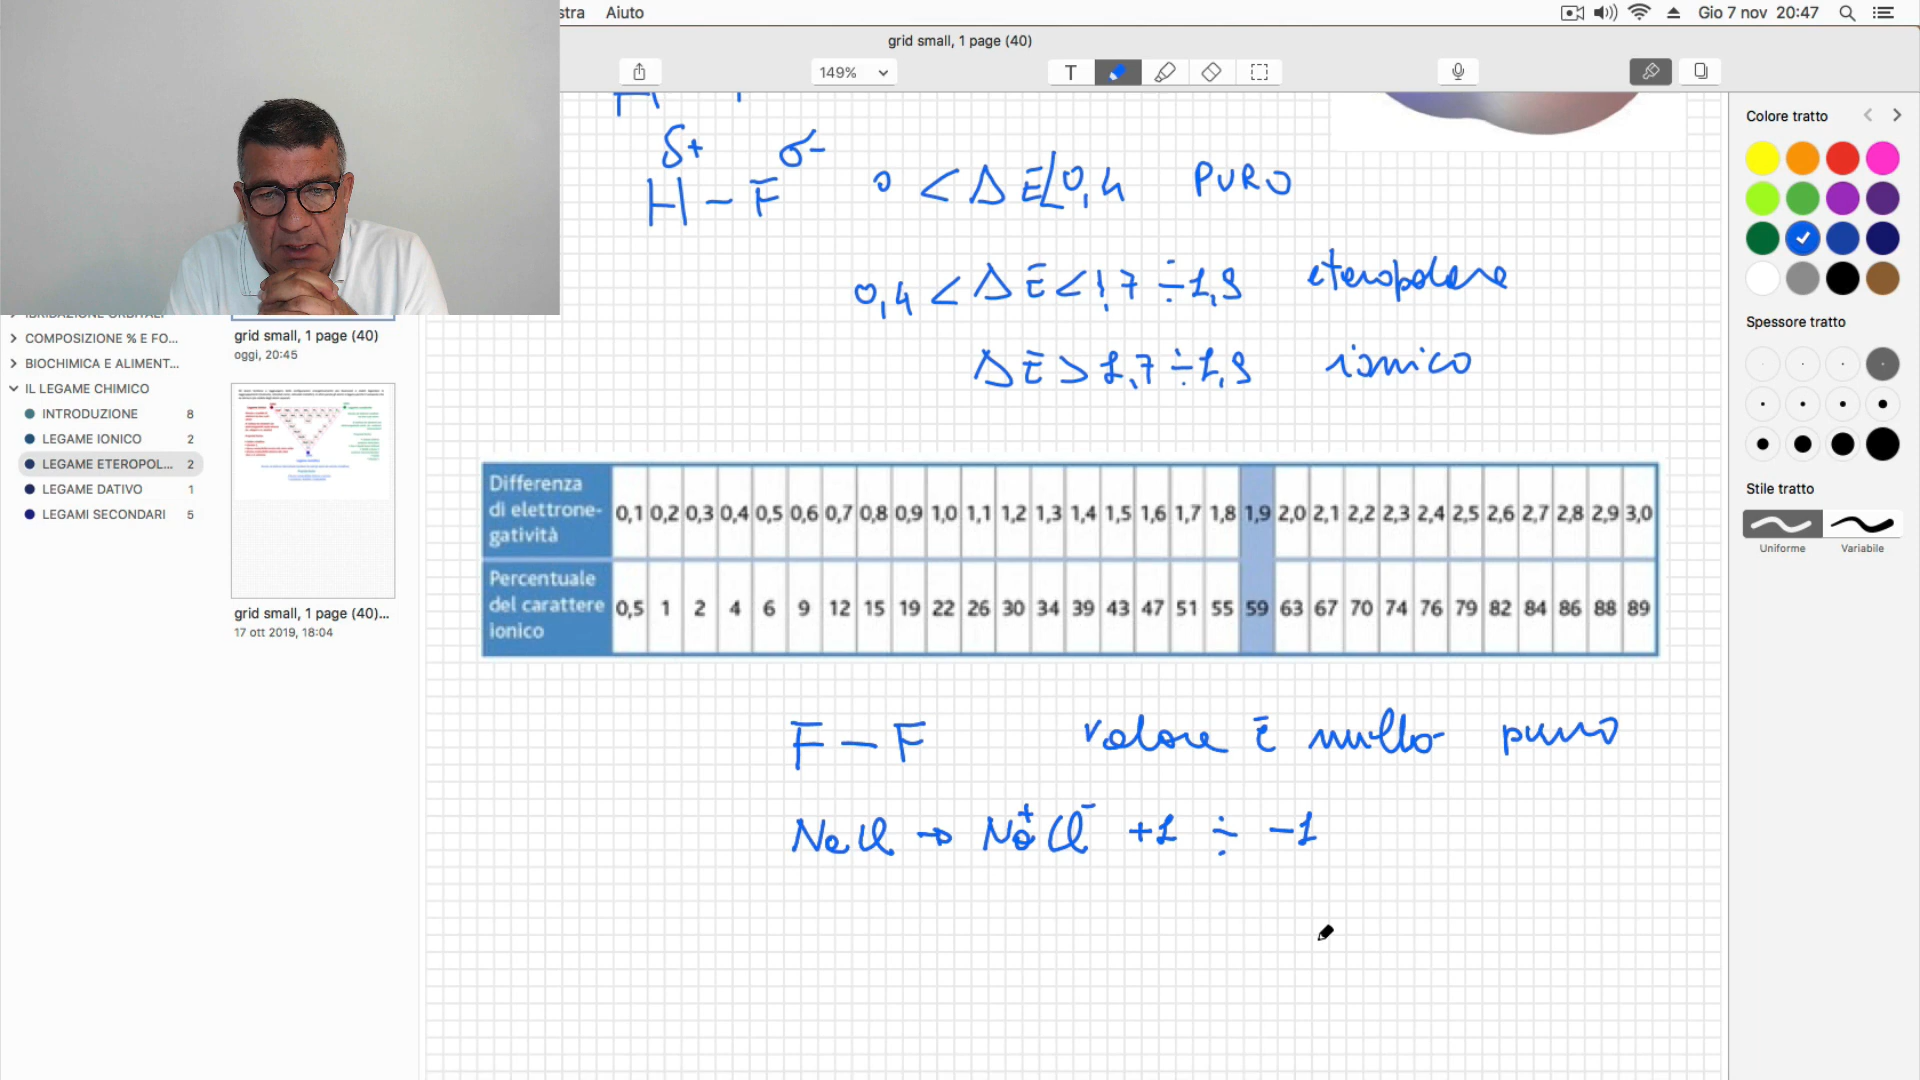 stra Aiuto
Gio 7 nov 20:47
grid small, 1 page (40)
149%
T
COMPOSIZIONE % E FO...
BIOCHIMICA E ALIMENT...
IL LEGAME CHIMICO
INTRODUZIONE 8
LEGAME IONICO 2
LEGAME ETEROPOL... 2
LEGAME DATIVO 1
LEGAMI SECONDARI 5
grid small, 1 page (40)
oggi, 20:45
grid small, 1 page (40)...
17 ott 2019, 18:04
δ+ δ-
H – F 0 < Δ E < 0,4 PURO
0,4 < Δ E < 1,7 ÷ 1,9 eteropolare
Δ E > 1,7 ÷ 1,9 ionico
Differenza di elettrone-gatività 0,1 0,2 0,3 0,4 0,5 0,6 0,7 0,8 0,9 1,0 1,1 1,2 1,3 1,4 1,5 1,6 1,7 1,8 1,9 2,0 2,1 2,2 2,3 2,4 2,5 2,6 2,7 2,8 2,9 3,0
Percentuale del carattere ionico 0,5 1 2 4 6 9 12 15 19 22 26 30 34 39 43 47 51 55 59 63 67 70 74 76 79 82 84 86 88 89
F – F valore è nullo puro
NaCl → Na⁺Cl⁻ +1 ÷ -1
Colore tratto
Spessore tratto
Stile tratto
Uniforme Variabile